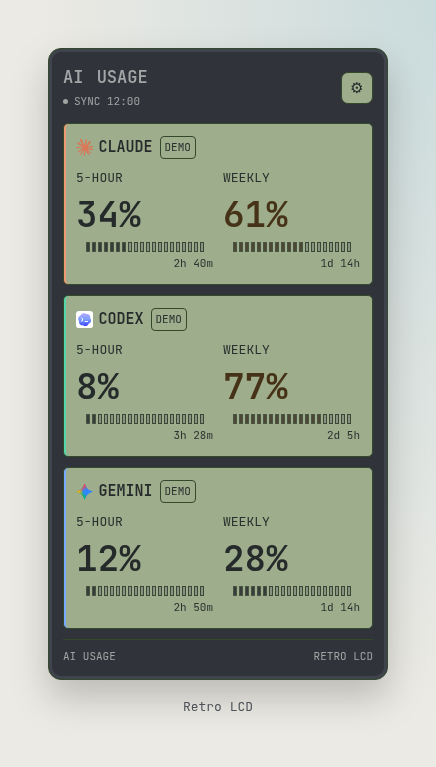 AI USAGE
SYNC 12:00
CLAUDE DEMO
5-HOUR WEEKLY
34% 61%
2h 40m 1d 14h
CODEX DEMO
5-HOUR WEEKLY
8% 77%
3h 28m 2d 5h
GEMINI DEMO
5-HOUR WEEKLY
12% 28%
2h 50m 1d 14h
AI USAGE RETRO LCD
Retro LCD